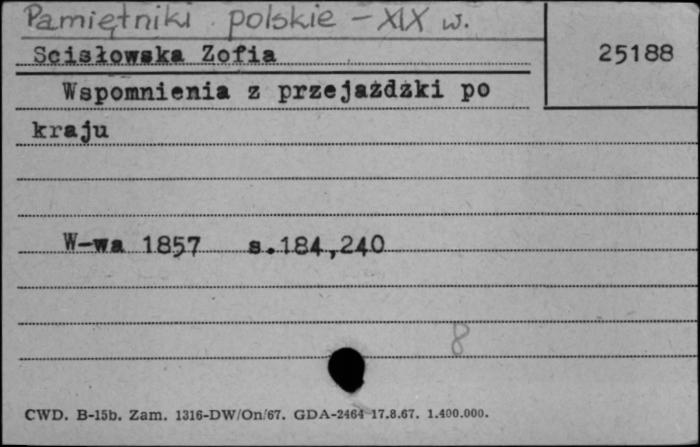 Pamiętniki polskie – XIX w.
Scisłowska Zofia
25188
Wspomnienia z przejażdżki po
kraju
W-wa 1857 s.184,240
8
CWD. B-15b. Zam. 1316-DW/On/67. GDA-2464 17.8.67. 1.400.000.